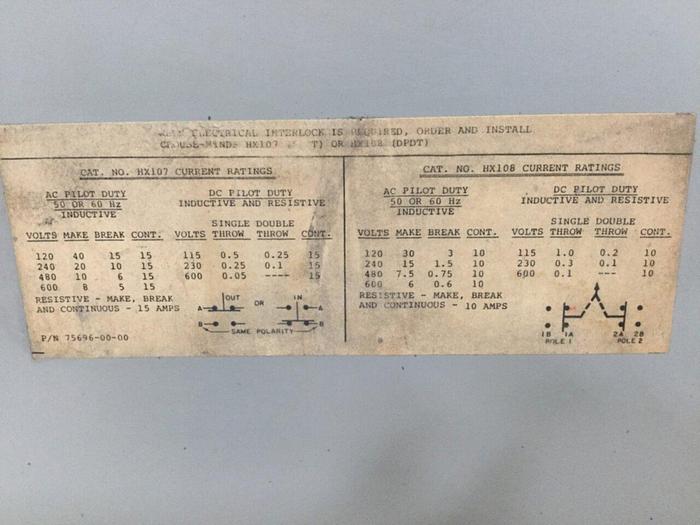 ELECTRICAL INTERLOCK IS REQUIRED, ORDER AND INSTALL
CROUSE-HINDS HX107 T) OR HX108 (DPDT)
CAT. NO. HX107 CURRENT RATINGS
AC PILOT DUTY
50 OR 60 Hz
INDUCTIVE
DC PILOT DUTY
INDUCTIVE AND RESISTIVE
SINGLE DOUBLE
VOLTS MAKE BREAK CONT. VOLTS THROW THROW CONT.
120 40 15 15 115 0.5 0.25 15
240 20 10 15 230 0.25 0.1 15
480 10 6 15 600 0.05 ---- 15
600 8 5 15
RESISTIVE - MAKE, BREAK
AND CONTINUOUS - 15 AMPS
OUT OR IN
A A
B B
SAME POLARITY
P/N 75696-00-00
CAT. NO. HX108 CURRENT RATINGS
AC PILOT DUTY
50 OR 60 Hz
INDUCTIVE
DC PILOT DUTY
INDUCTIVE AND RESISTIVE
SINGLE DOUBLE
VOLTS MAKE BREAK CONT. VOLTS THROW THROW CONT.
120 30 3 10 115 1.0 0.2 10
240 15 1.5 10 230 0.3 0.1 10
480 7.5 0.75 10 600 0.1 --- 10
600 6 0.6 10
RESISTIVE - MAKE, BREAK
AND CONTINUOUS - 10 AMPS
1B 1A 2A 2B
POLE 1 POLE 2